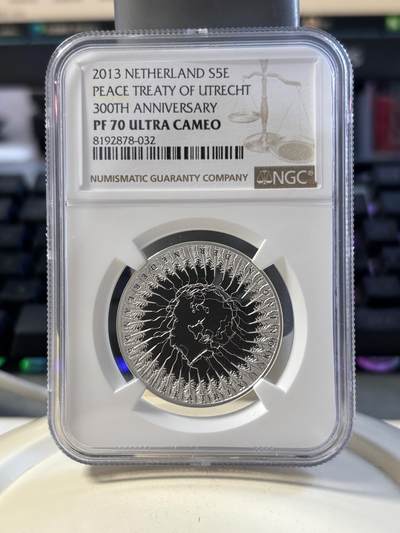 2013 NETHERLAND S5E
PEACE TREATY OF UTRECHT
300TH ANNIVERSARY
PF 70 ULTRA CAMEO
8192878-032
NUMISMATIC GUARANTY COMPANY
NGC®